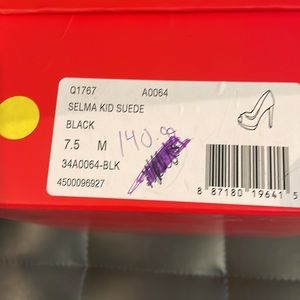 Q1767 A0064
SELMA KID SUEDE
BLACK
7.5 M 140.00
34A0064-BLK
4500096927
8 87180 19641 5